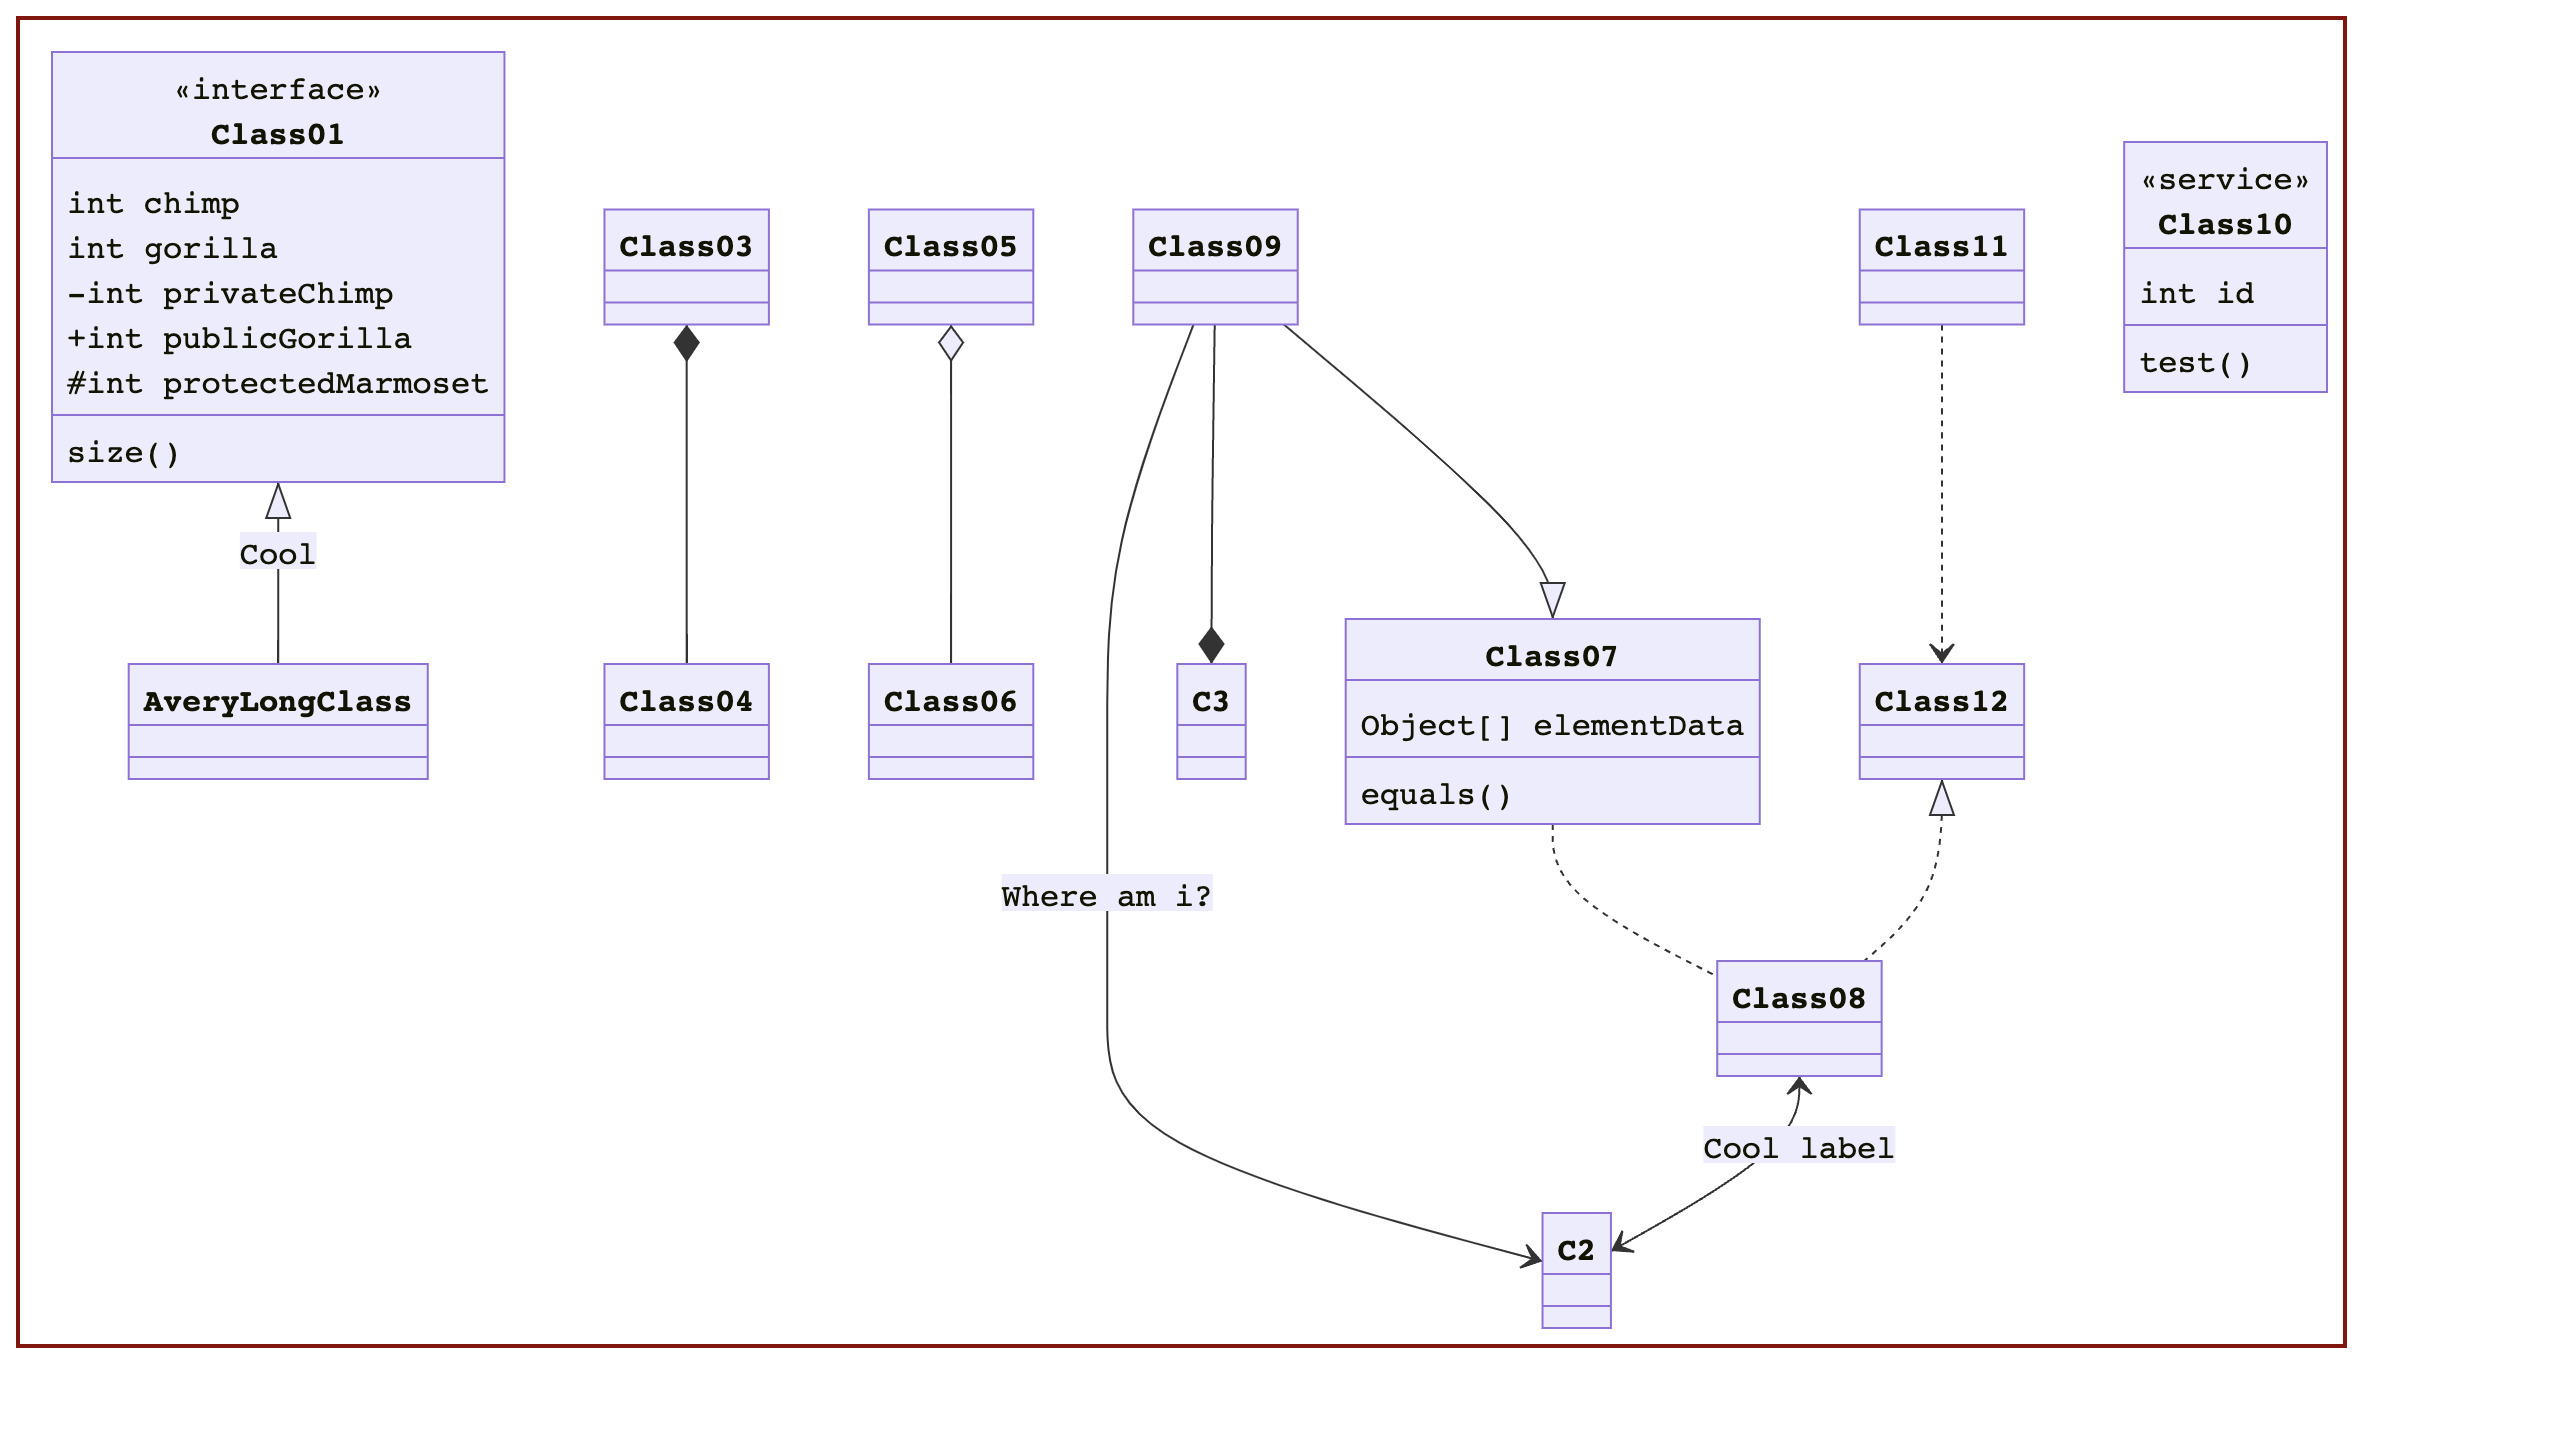 «interface»
Class01
int chimp
int gorilla
-int privateChimp
+int publicGorilla
#int protectedMarmoset
size()
Cool
AveryLongClass
Class03
Class04
Class05
Class06
Class09
C3
Where am i?
Class07
Object[] elementData
equals()
Class11
Class12
Class08
Cool label
C2
«service»
Class10
int id
test()